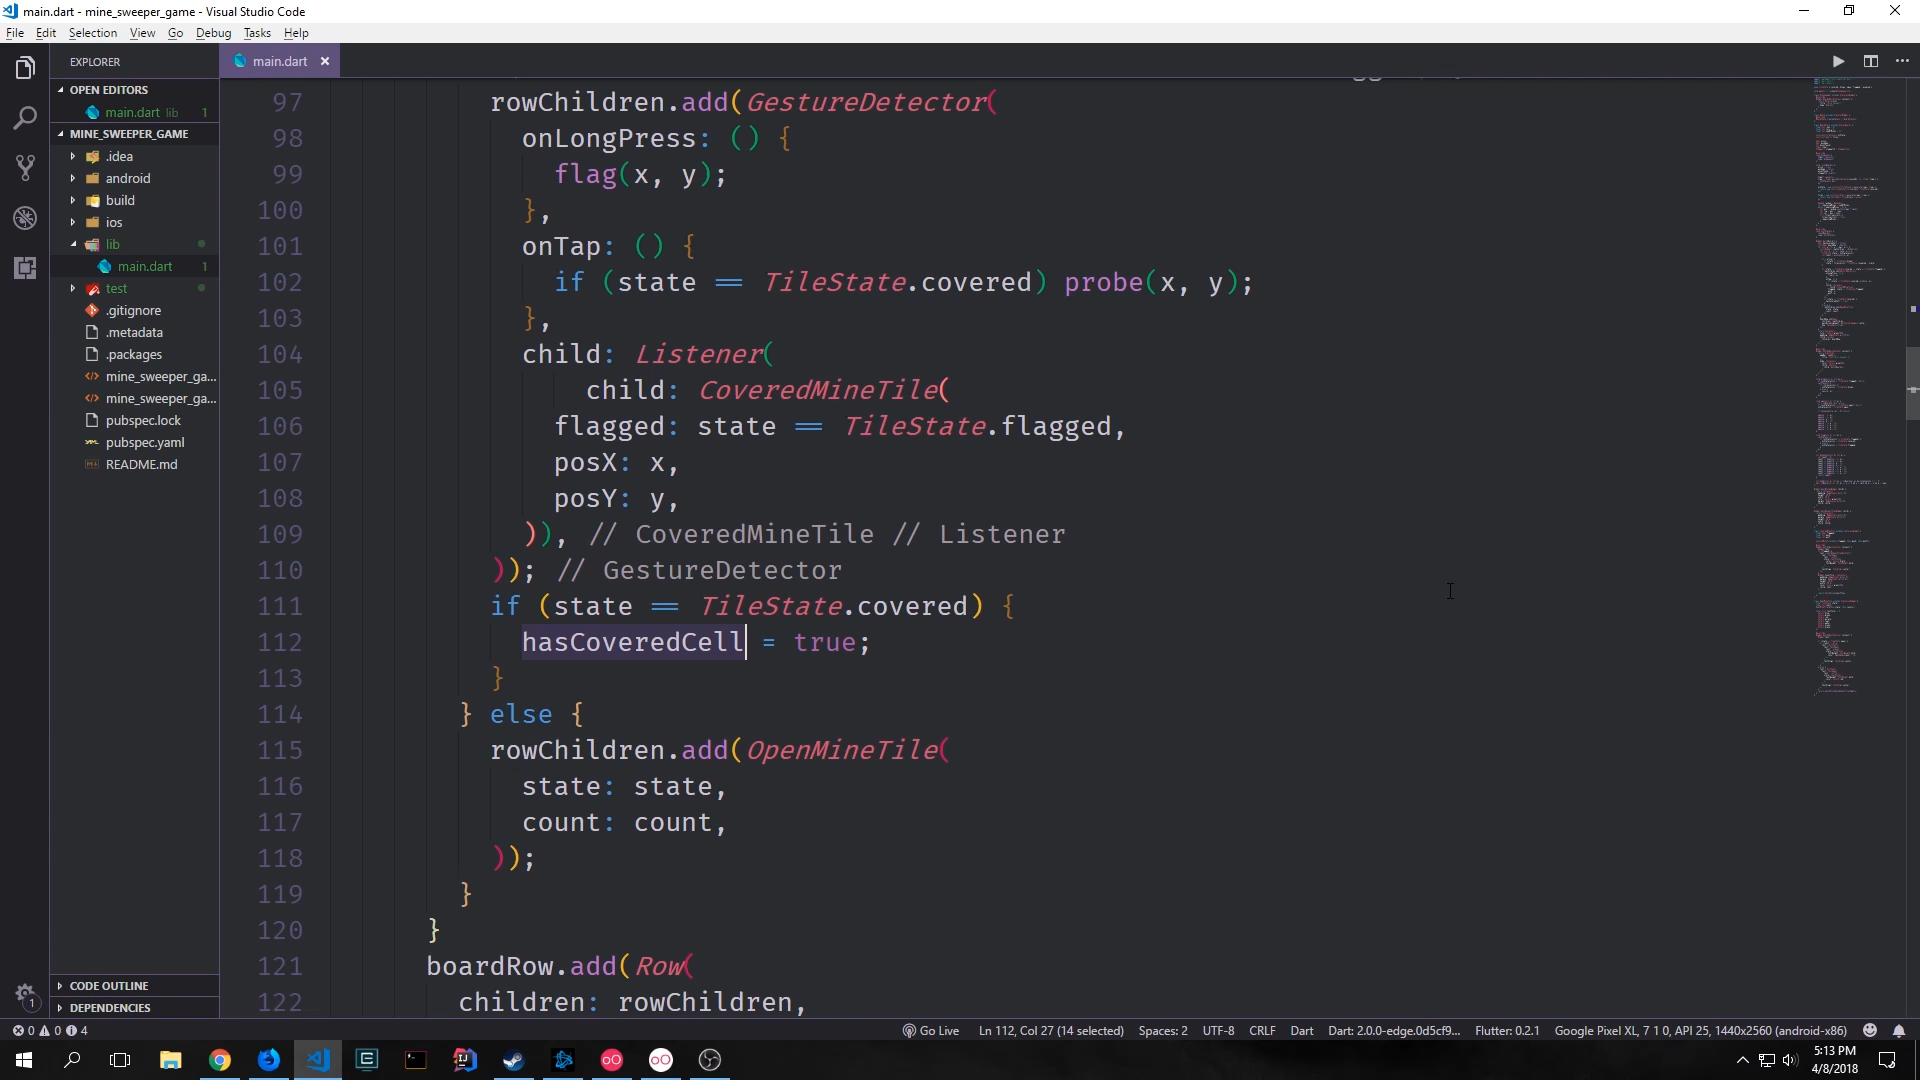 main.dart - mine_sweeper_game - Visual Studio Code
File Edit Selection View Go Debug Tasks Help
EXPLORER
main.dart
OPEN EDITORS
main.dart lib 1
MINE_SWEEPER_GAME
.idea
android
build
ios
lib
main.dart 1
test
.gitignore
.metadata
.packages
mine_sweeper_ga...
mine_sweeper_ga...
pubspec.lock
pubspec.yaml
README.md
CODE OUTLINE
DEPENDENCIES
97 rowChildren.add(GestureDetector(
98 onLongPress: () {
99 flag(x, y);
100 },
101 onTap: () {
102 if (state == TileState.covered) probe(x, y);
103 },
104 child: Listener(
105 child: CoveredMineTile(
106 flagged: state == TileState.flagged,
107 posX: x,
108 posY: y,
109 )), // CoveredMineTile // Listener
110 )); // GestureDetector
111 if (state == TileState.covered) {
112 hasCoveredCell = true;
113 }
114 } else {
115 rowChildren.add(OpenMineTile(
116 state: state,
117 count: count,
118 ));
119 }
120 }
121 boardRow.add(Row(
122 children: rowChildren,
0 0 4 Go Live Ln 112, Col 27 (14 selected) Spaces: 2 UTF-8 CRLF Dart Dart: 2.0.0-edge.0d5cf9... Flutter: 0.2.1 Google Pixel XL, 7 1 0, API 25, 1440x2560 (android-x86)
1
5:13 PM
4/8/2018